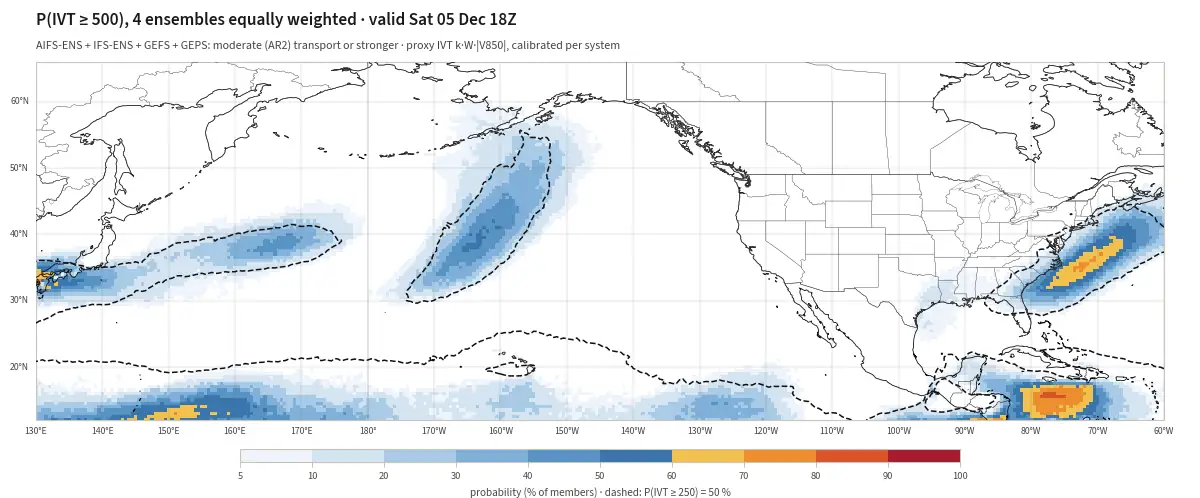 P(IVT ≥ 500), 4 ensembles equally weighted · valid Sat 05 Dec 18Z
AIFS-ENS + IFS-ENS + GEFS + GEPS: moderate (AR2) transport or stronger · proxy IVT k·W·|V850|, calibrated per system
60°N
50°N
40°N
30°N
20°N
130°E 140°E 150°E 160°E 170°E 180° 170°W 160°W 150°W 140°W 130°W 120°W 110°W 100°W 90°W 80°W 70°W 60°W
5 10 20 30 40 50 60 70 80 90 100
probability (% of members) · dashed: P(IVT ≥ 250) = 50 %